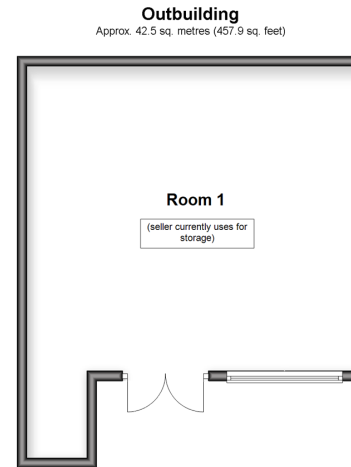 Outbuilding
Approx. 42.5 sq. metres (457.9 sq. feet)
Room 1
(seller currently uses for
storage)